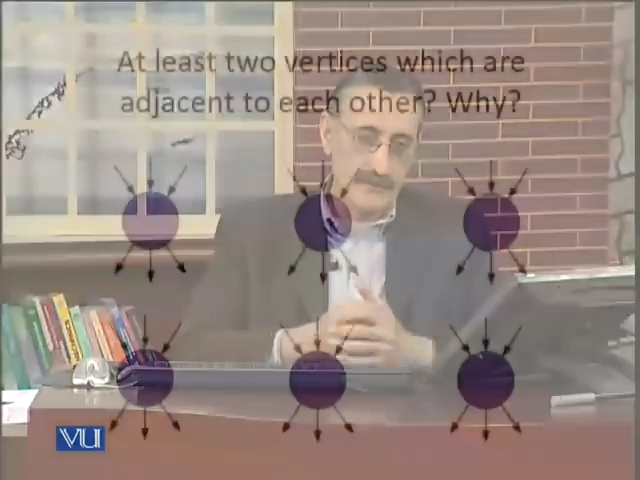 At least two vertices which are
adjacent to each other? Why?
VU